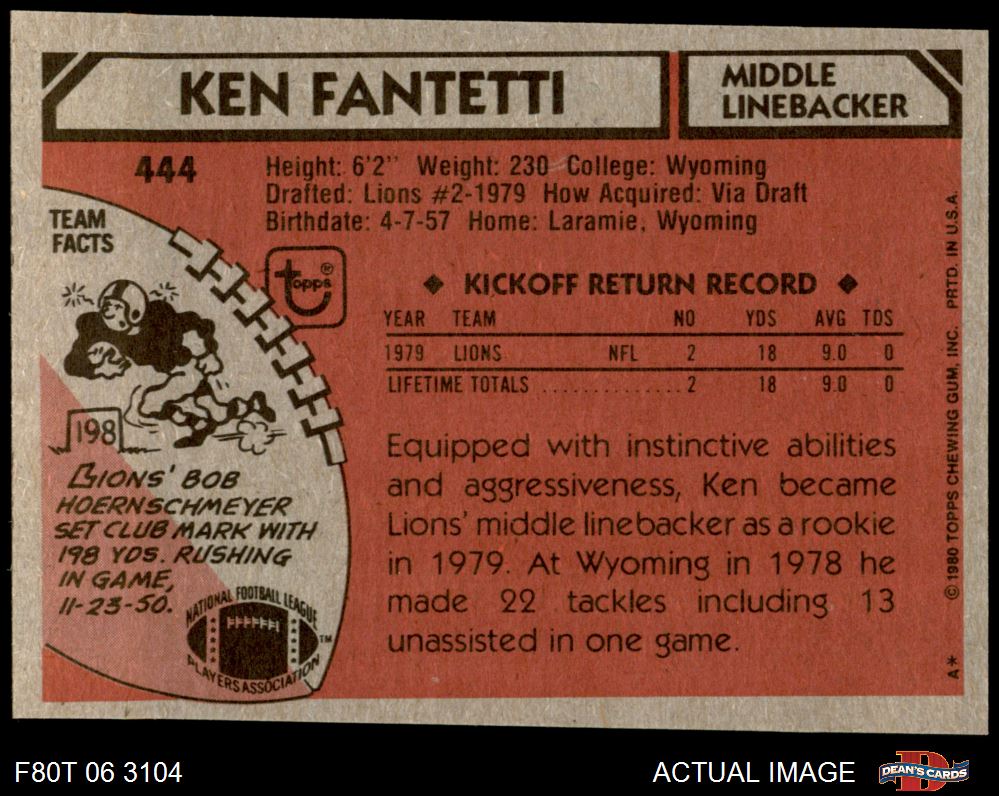 KEN FANTETTI
MIDDLE
LINEBACKER
444
Height: 6'2" Weight: 230 College: Wyoming
Drafted: Lions #2-1979 How Acquired: Via Draft
Birthdate: 4-7-57 Home: Laramie, Wyoming
TEAM
FACTS
topps
◆ KICKOFF RETURN RECORD ◆
YEAR TEAM NO YDS AVG TDS
1979 LIONS NFL 2 18 9.0 0
LIFETIME TOTALS ................ 2 18 9.0 0
198
LIONS' BOB
HOERNSCHMEYER
SET CLUB MARK WITH
198 YDS. RUSHING
IN GAME,
11-23-50.
NATIONAL FOOTBALL LEAGUE
PLAYERS ASSOCIATION
TM
Equipped with instinctive abilities
and aggressiveness, Ken became
Lions' middle linebacker as a rookie
in 1979. At Wyoming in 1978 he
made 22 tackles including 13
unassisted in one game.
A* © 1980 TOPPS CHEWING GUM, INC. PRTD. IN U.S.A.
F80T 06 3104
ACTUAL IMAGE
DEAN'S CARDS